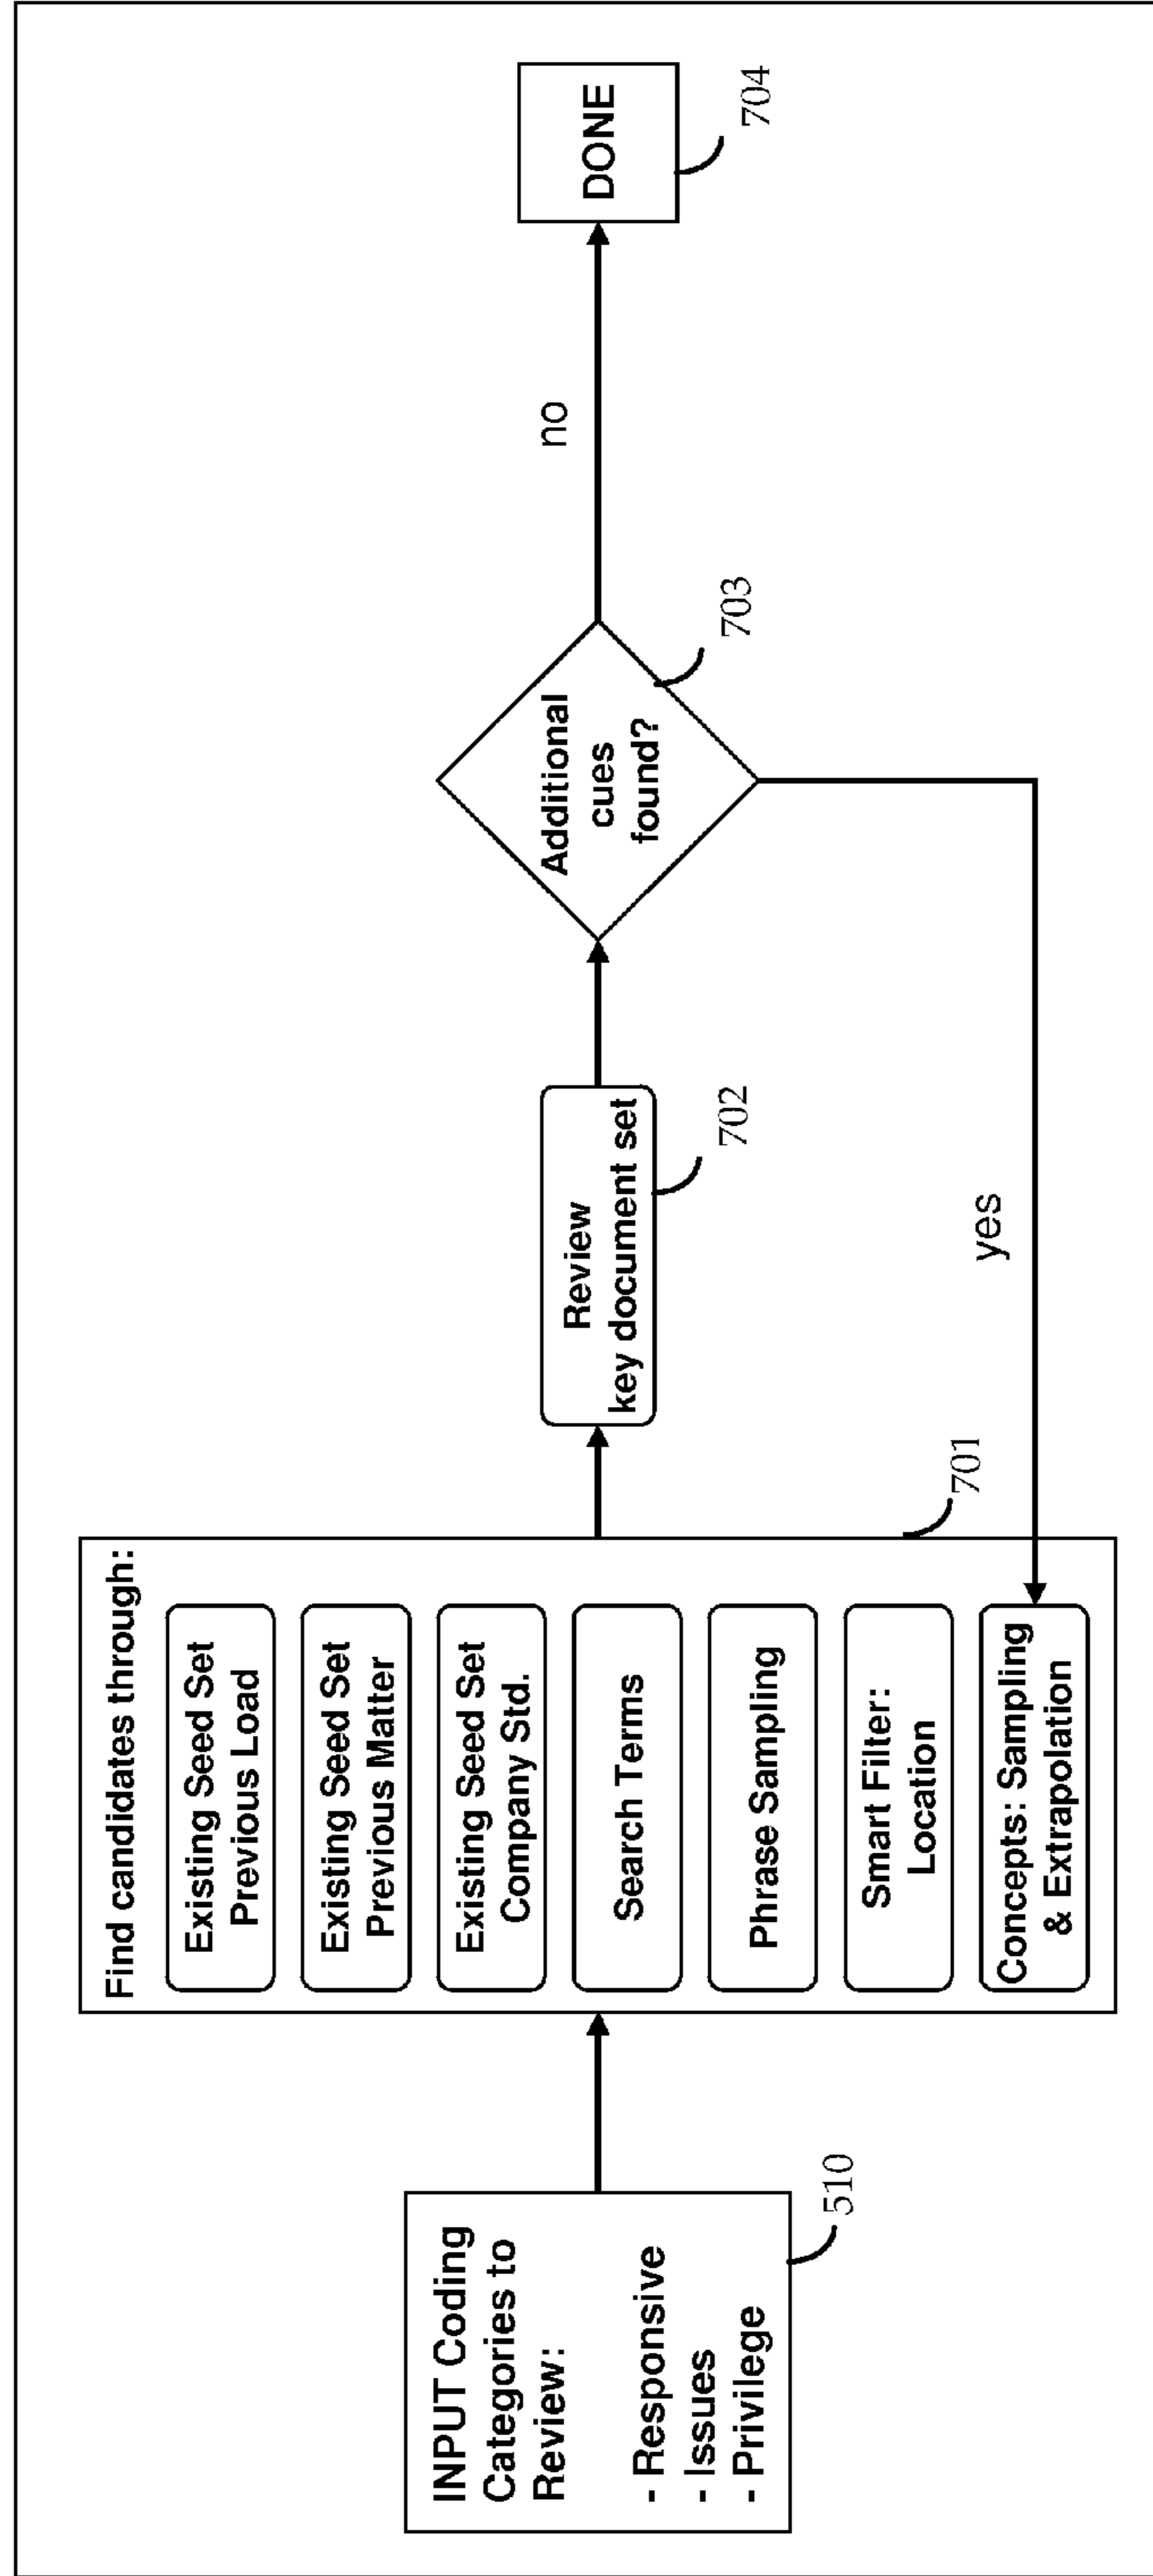 INPUT Coding
Categories to
Review:
- Responsive
- Issues
- Privilege
510
Find candidates through:
Existing Seed Set
Previous Load
Existing Seed Set
Previous Matter
Existing Seed Set
Company Std.
Search Terms
Phrase Sampling
Smart Filter:
Location
Concepts: Sampling
& Extrapolation
701
Review
key document set
702
Additional
cues
found?
703
yes
no
DONE
704